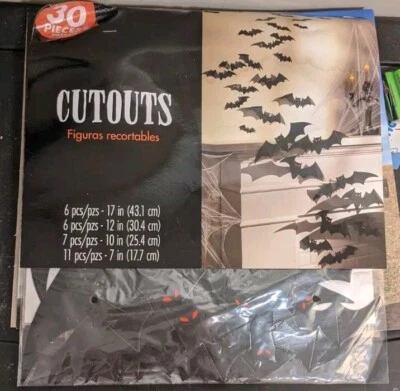 30
PIECES
CUTOUTS
Figuras recortables
6 pcs/pzs - 17 in (43.1 cm)
6 pcs/pzs - 12 in (30.4 cm)
7 pcs/pzs - 10 in (25.4 cm)
11 pcs/pzs - 7 in (17.7 cm)